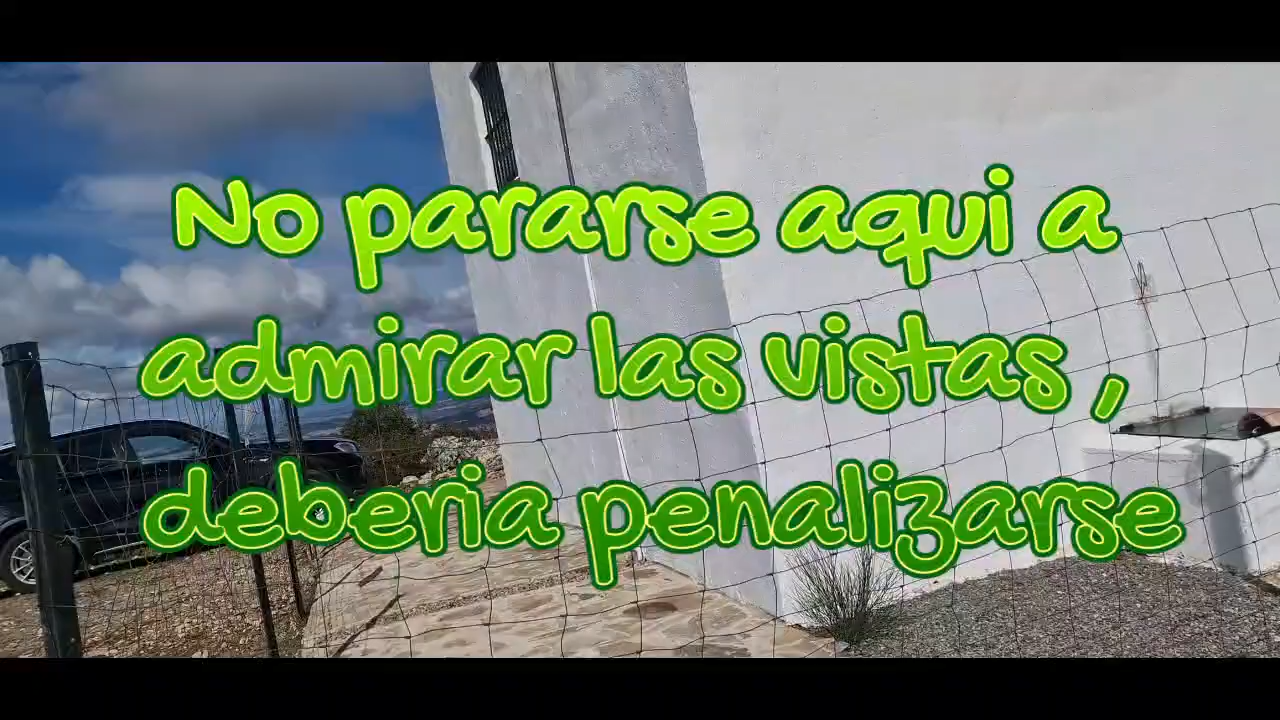 No pararse aqui a
admirar las vistas ,
deberia penalizarse